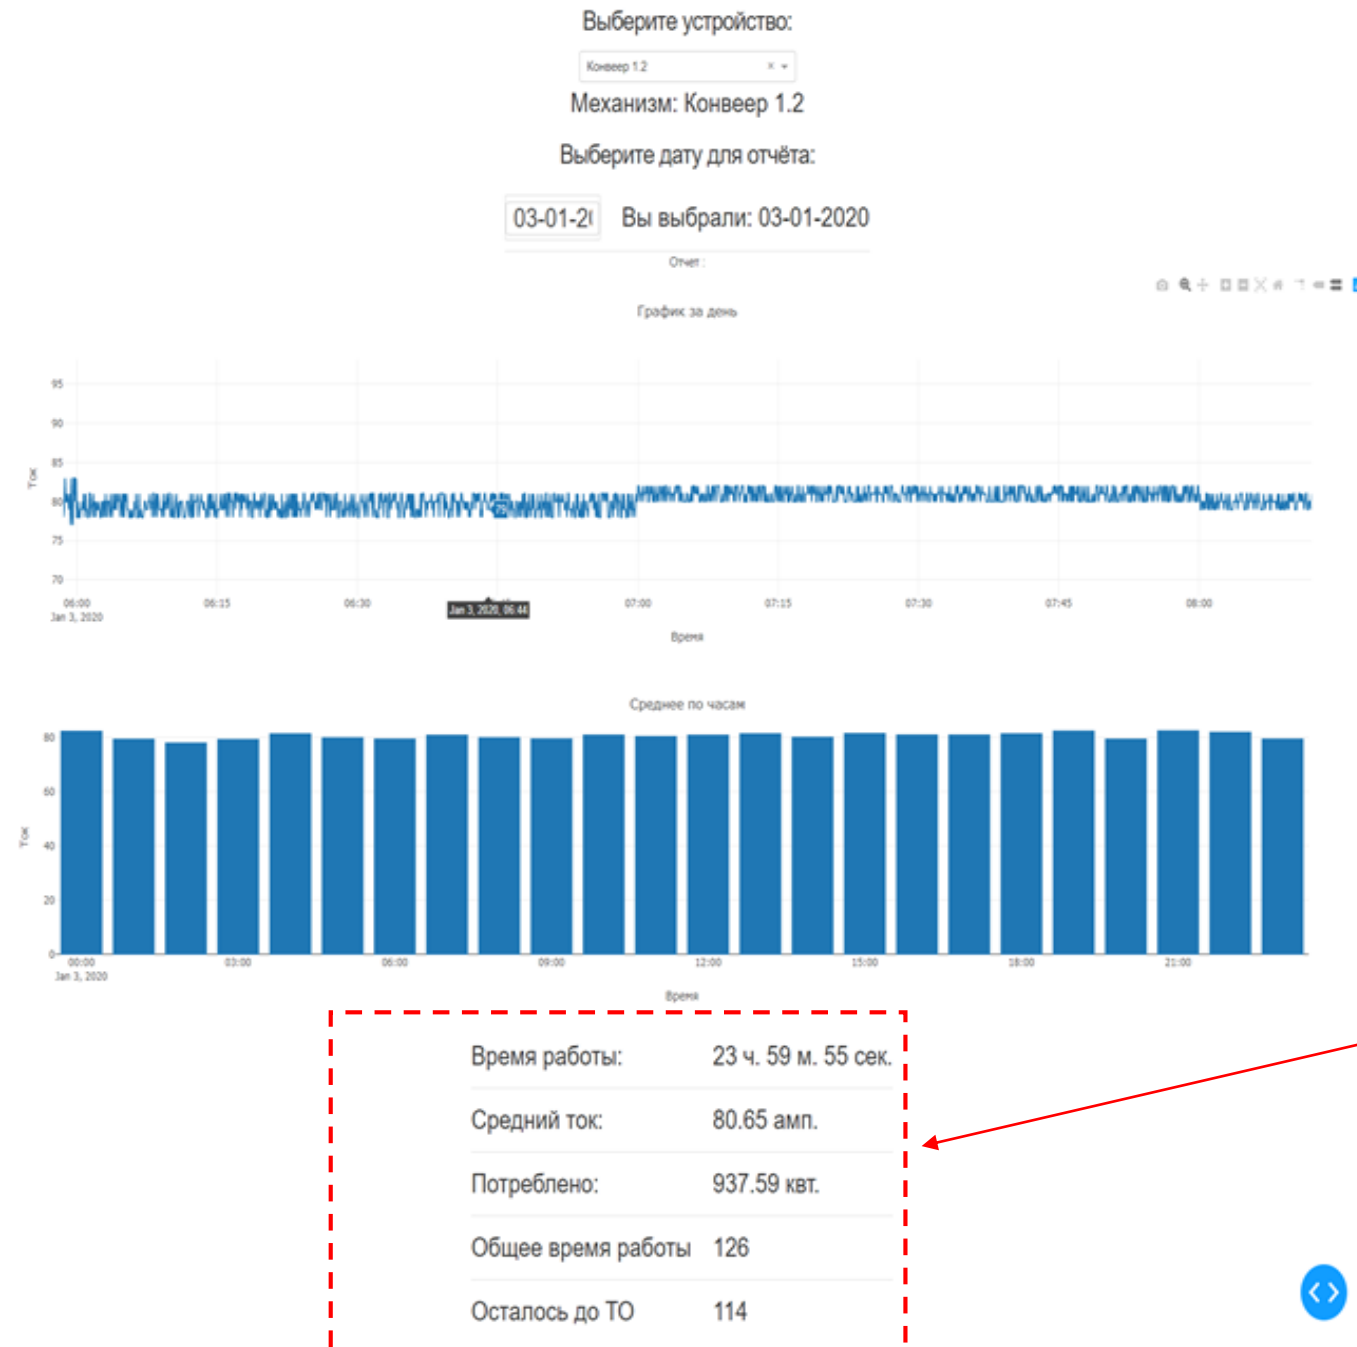 Выберите устройство:
Конвеер 1.2
Механизм: Конвеер 1.2
Выберите дату для отчёта:
03-01-2 Вы выбрали: 03-01-2020
Отчет :
График за день
95
90
85
80
75
70
Ток
79
06:00 06:15 06:30 07:00 07:15 07:30 07:45 08:00
Jan 3, 2020
Jan 3, 2020, 06:44
Время
Среднее по часам
80
60
40
20
0
Ток
00:00 03:00 06:00 09:00 12:00 15:00 18:00 21:00
Jan 3, 2020
Время
Время работы: 23 ч. 59 м. 55 сек.
Средний ток: 80.65 амп.
Потреблено: 937.59 квт.
Общее время работы 126
Осталось до ТО 114